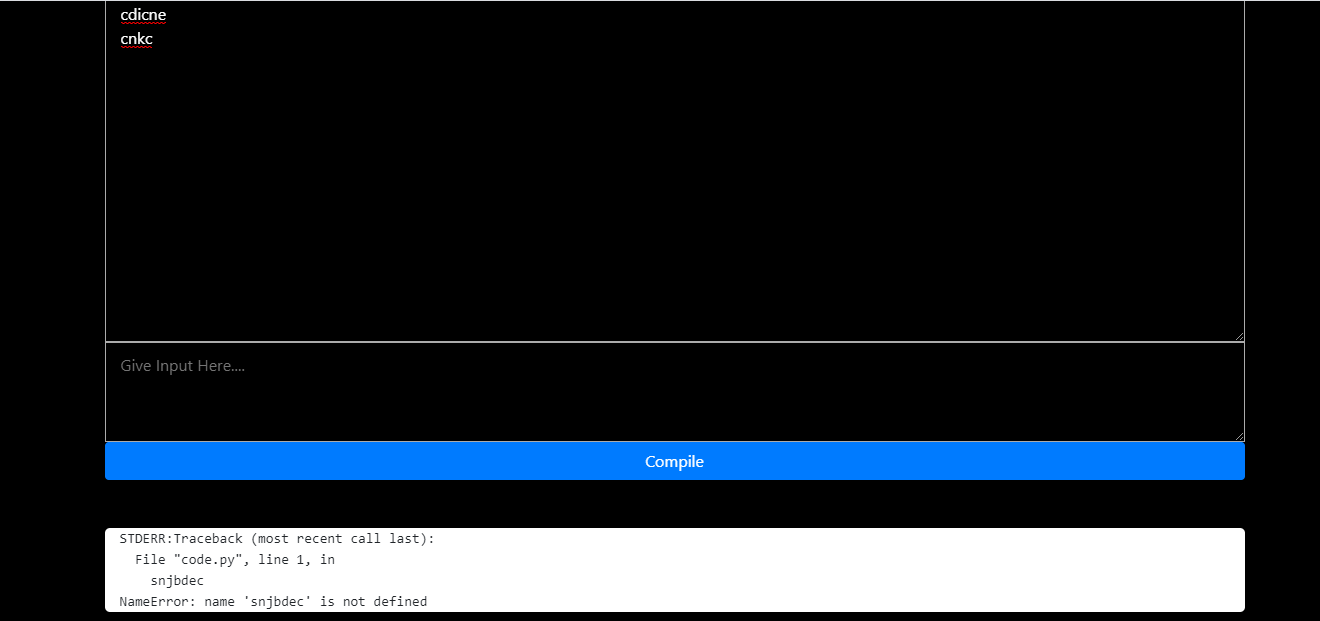 cdicne
cnkc
Give Input Here....
Compile
STDERR:Traceback (most recent call last):
  File "code.py", line 1, in
    snjbdec
NameError: name 'snjbdec' is not defined